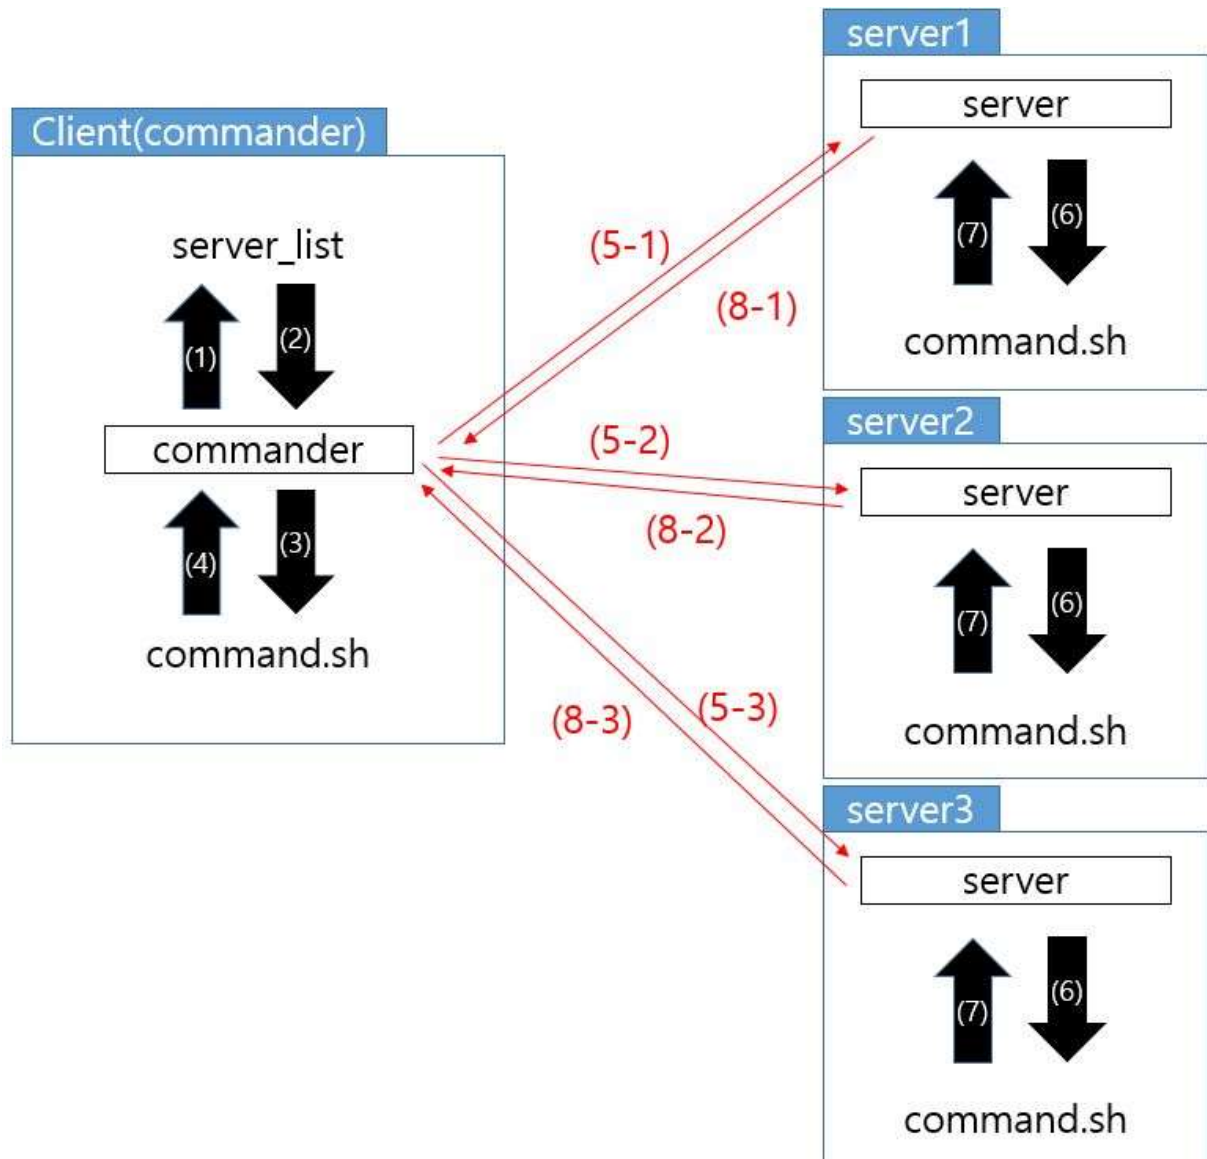 Client(commander)
server_list
(1)
(2)
commander
(4)
(3)
command.sh
(5-1)
(8-1)
(5-2)
(8-2)
(8-3)
(5-3)
server1
server
(7)
(6)
command.sh
server2
server
(7)
(6)
command.sh
server3
server
(7)
(6)
command.sh